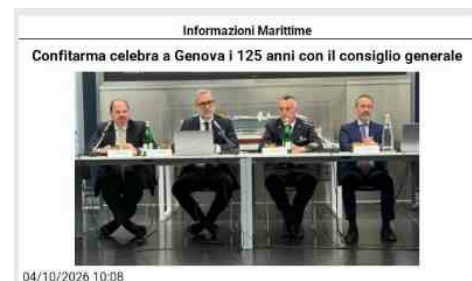 Informazioni Marittime
Confitarma celebra a Genova i 125 anni con il consiglio generale
04/10/2026 10:08